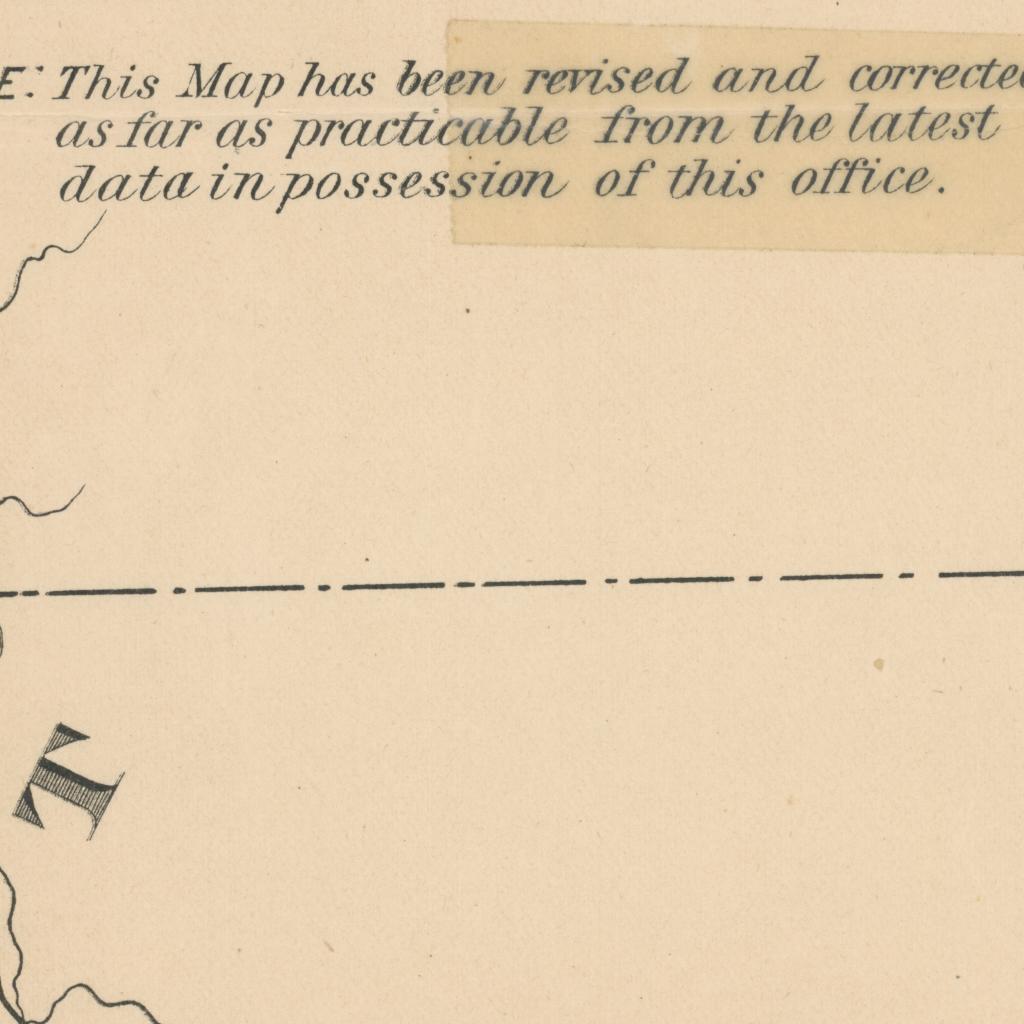 E: This Map has been revised and corrected
as far as practicable from the latest
data in possession of this office.
T